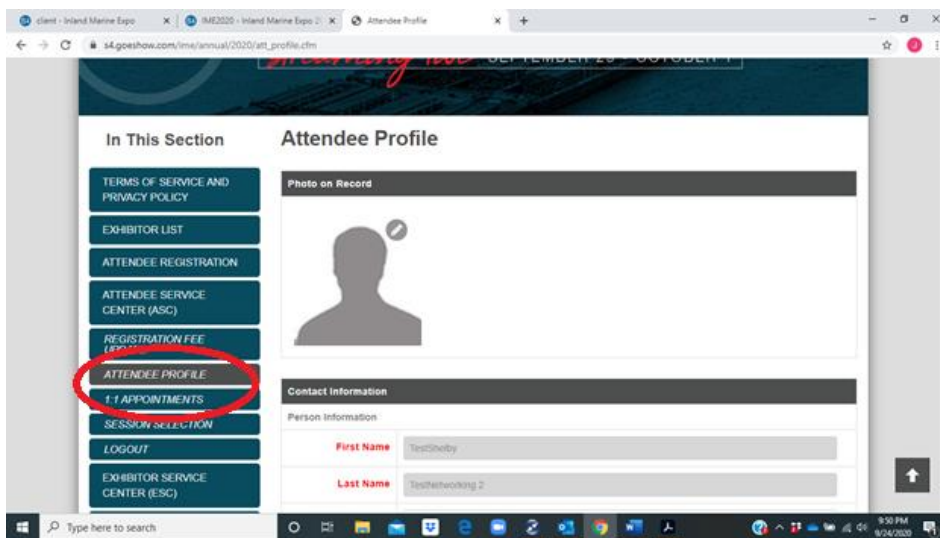 client - Inland Marine Expo
IME2020 - Inland Marine Expo 2
Attendee Profile
s4.goeshow.com/ime/annual/2020/att_profile.cfm
streaming live SEPTEMBER 29 - OCTOBER 1
In This Section
Attendee Profile
TERMS OF SERVICE AND
PRIVACY POLICY
Photo on Record
EXHIBITOR LIST
ATTENDEE REGISTRATION
ATTENDEE SERVICE
CENTER (ASC)
REGISTRATION FEE
ATTENDEE PROFILE
1:1 APPOINTMENTS
Contact Information
SESSION SELECTION
Person Information
LOGOUT
First Name
TestShelby
EXHIBITOR SERVICE
CENTER (ESC)
Last Name
TestNetworking 2
Type here to search
9:50 PM
9/24/2020